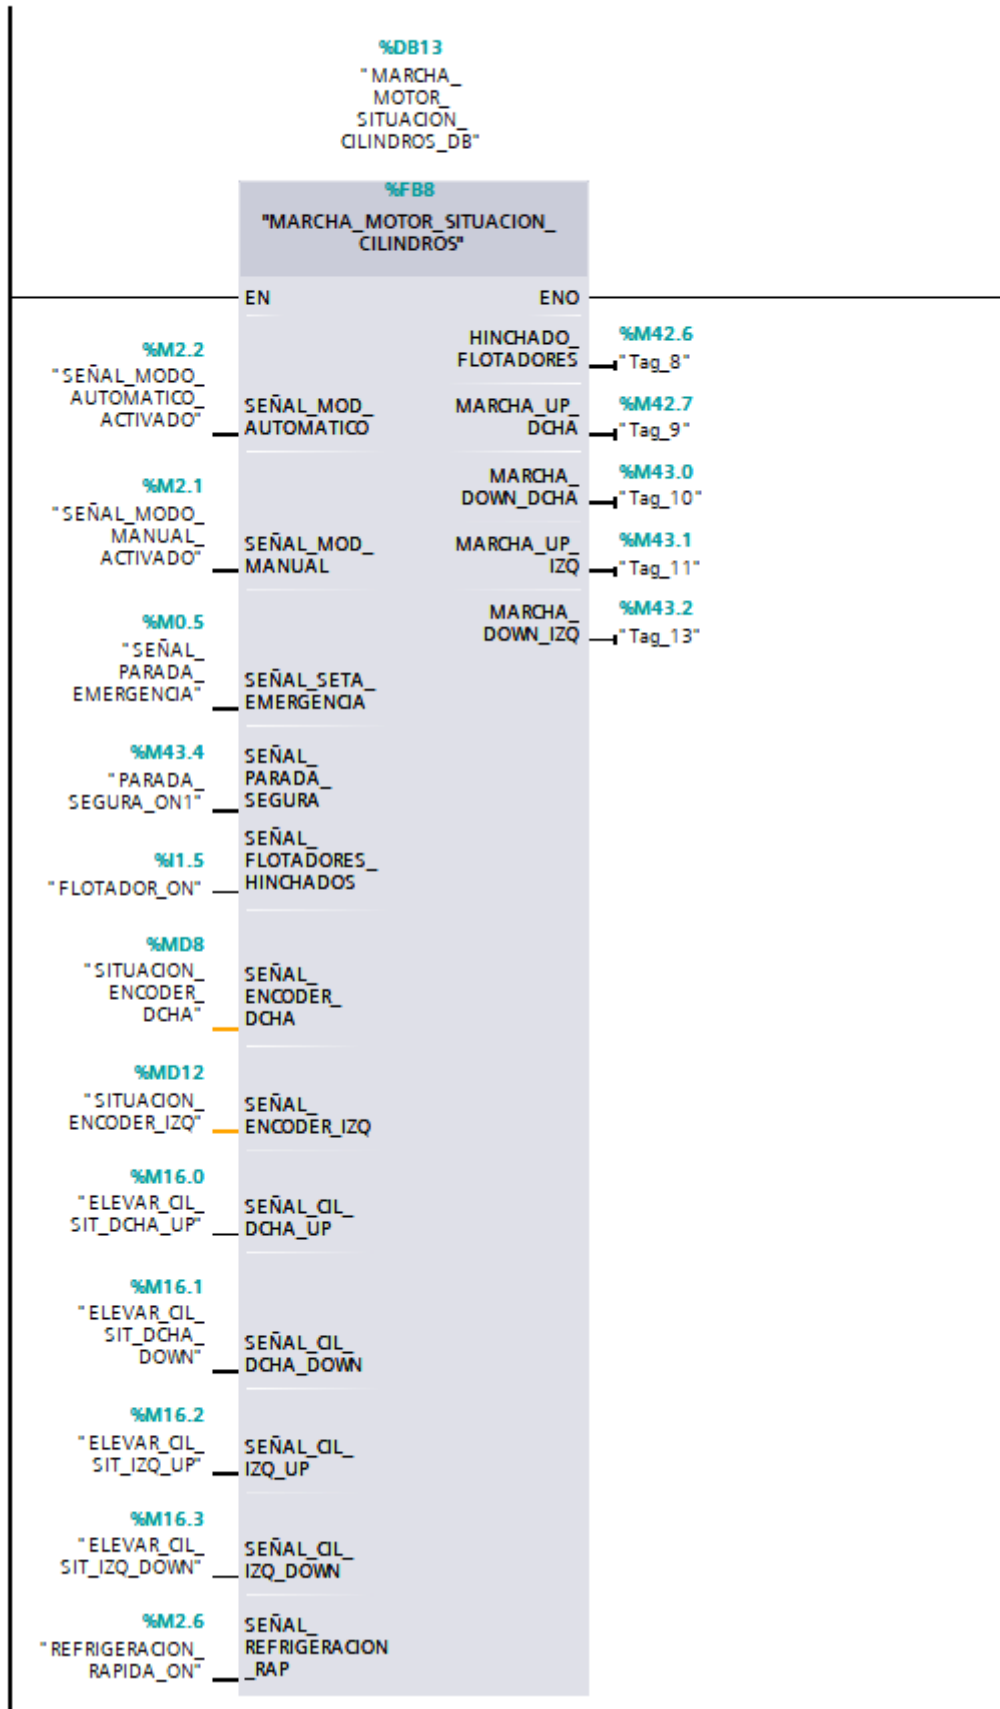 %DB13
"MARCHA_
MOTOR_
SITUACION_
CILINDROS_DB"
%FB8
"MARCHA_MOTOR_SITUACION_
CILINDROS"
EN
ENO
%M2.2
"SEÑAL_MODO_
AUTOMATICO_
ACTIVADO"
SEÑAL_MOD_
AUTOMATICO
%M2.1
"SEÑAL_MODO_
MANUAL_
ACTIVADO"
SEÑAL_MOD_
MANUAL
%M0.5
"SEÑAL_
PARADA_
EMERGENCIA"
SEÑAL_SETA_
EMERGENCIA
%M43.4
"PARADA_
SEGURA_ON1"
SEÑAL_
PARADA_
SEGURA
%I1.5
"FLOTADOR_ON"
SEÑAL_
FLOTADORES_
HINCHADOS
%MD8
"SITUACION_
ENCODER_
DCHA"
SEÑAL_
ENCODER_
DCHA
%MD12
"SITUACION_
ENCODER_IZQ"
SEÑAL_
ENCODER_IZQ
%M16.0
"ELEVAR_CIL_
SIT_DCHA_UP"
SEÑAL_CIL_
DCHA_UP
%M16.1
"ELEVAR_CIL_
SIT_DCHA_
DOWN"
SEÑAL_CIL_
DCHA_DOWN
%M16.2
"ELEVAR_CIL_
SIT_IZQ_UP"
SEÑAL_CIL_
IZQ_UP
%M16.3
"ELEVAR_CIL_
SIT_IZQ_DOWN"
SEÑAL_CIL_
IZQ_DOWN
%M2.6
"REFRIGERACION_
RAPIDA_ON"
SEÑAL_
REFRIGERACION
_RAP
HINCHADO_
FLOTADORES
%M42.6
"Tag_8"
MARCHA_UP_
DCHA
%M42.7
"Tag_9"
MARCHA_
DOWN_DCHA
%M43.0
"Tag_10"
MARCHA_UP_
IZQ
%M43.1
"Tag_11"
MARCHA_
DOWN_IZQ
%M43.2
"Tag_13"